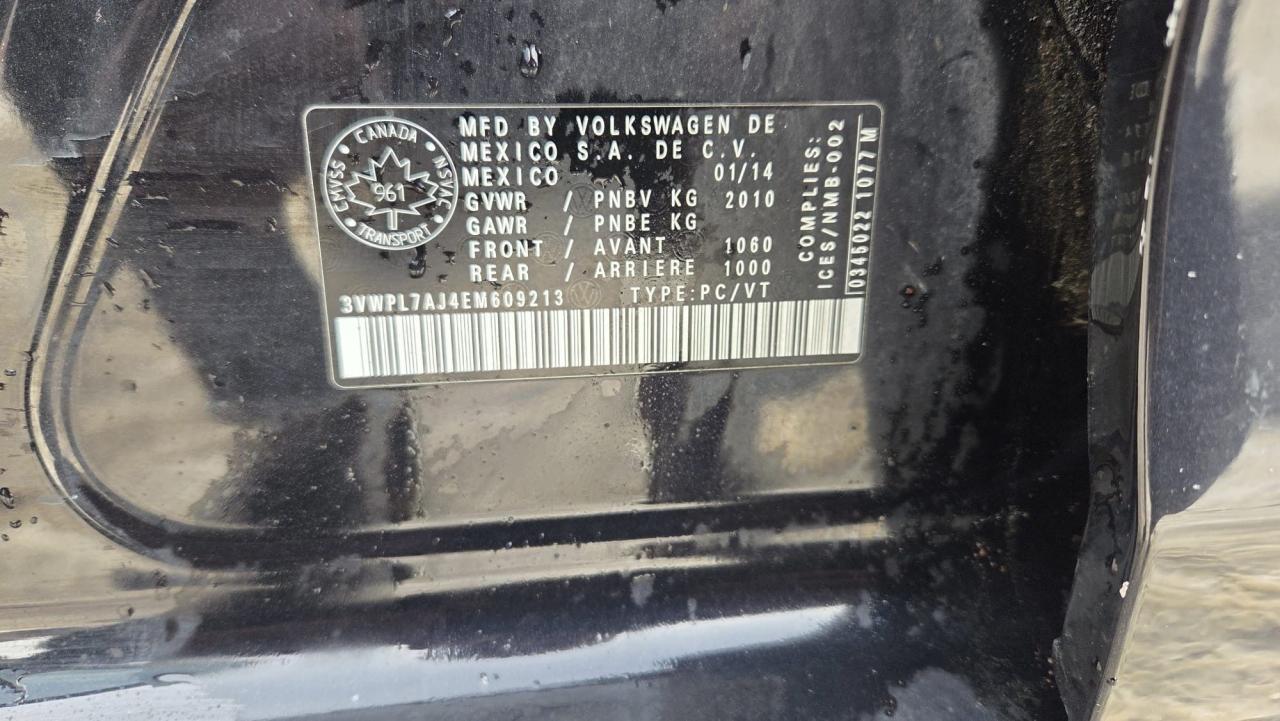 CANADA
CMVSS
NSVAC
961
TRANSPORT
MFD BY VOLKSWAGEN DE
MEXICO S.A. DE C.V.
MEXICO 01/14
GVWR / PNBV KG 2010
GAWR / PNBE KG
FRONT / AVANT 1060
REAR / ARRIERE 1000
3VWPL7AJ4EM609213 TYPE:PC/VT
COMPLIES:
ICES/NMB-002
0345022 1077 M